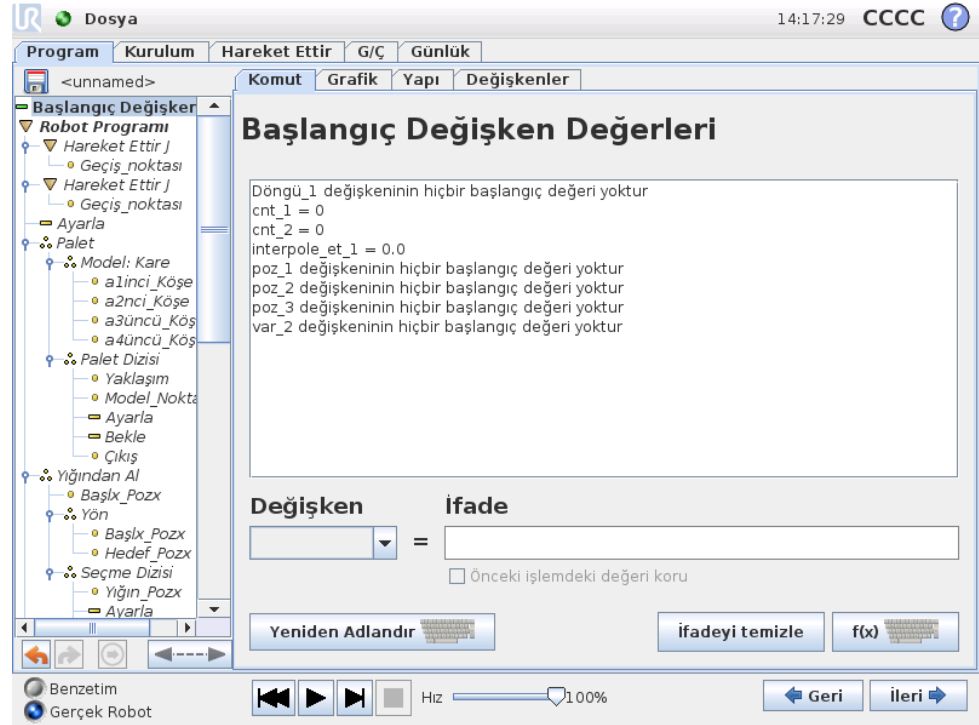 Dosya
14:17:29 CCCC ?
Program Kurulum Hareket Ettir G/Ç Günlük
<unnamed>
Komut Grafik Yapı Değişkenler
Başlangıç Değişker
Robot Programı
Hareket Ettir J
Geçiş_noktası
Hareket Ettir J
Geçiş_noktası
Ayarla
Palet
Model: Kare
a1inci_Köşe
a2nci_Köşe
a3üncü_Köş
a4üncü_Köş
Palet Dizisi
Yaklaşım
Model_Nokta
Ayarla
Bekle
Çıkış
Yığından Al
Başlx_Pozx
Yön
Başlx_Pozx
Hedef_Pozx
Seçme Dizisi
Yığın_Pozx
Ayarla
Başlangıç Değişken Değerleri
Döngü_1 değişkeninin hiçbir başlangıç değeri yoktur
cnt_1 = 0
cnt_2 = 0
interpole_et_1 = 0.0
poz_1 değişkeninin hiçbir başlangıç değeri yoktur
poz_2 değişkeninin hiçbir başlangıç değeri yoktur
poz_3 değişkeninin hiçbir başlangıç değeri yoktur
var_2 değişkeninin hiçbir başlangıç değeri yoktur
Değişken İfade
=
Önceki işlemdeki değeri koru
Yeniden Adlandır İfadeyi temizle f(x)
Benzetim
Gerçek Robot
Hız 100%
Geri İleri